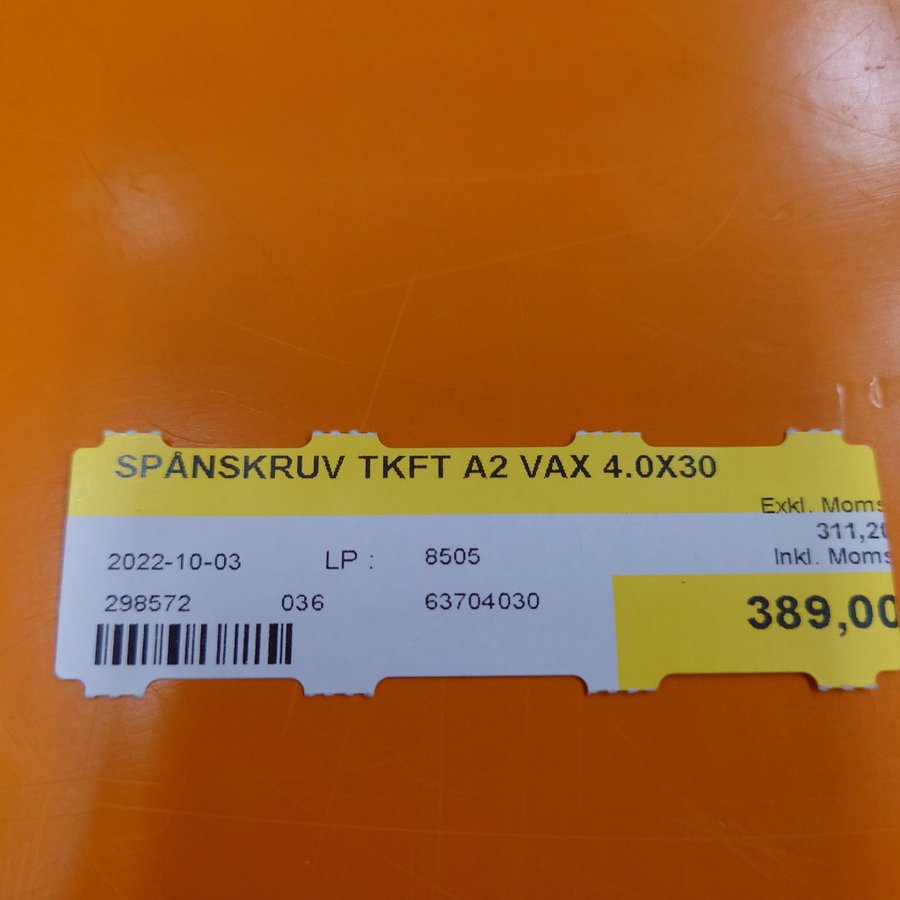 SPÅNSKRUV TKFT A2 VAX 4.0X30
Exkl. Moms
311,20
2022-10-03 LP : 8505
Inkl. Moms
298572 036 63704030
389,00